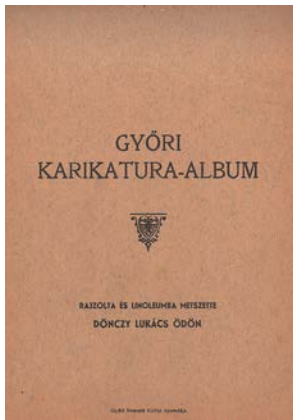 GYŐRI
KARIKATURA-ALBUM
RAJZOLTA ÉS LINOLEUMBA METSZETTE
DÖNCZY LUKÁCS ÖDÖN